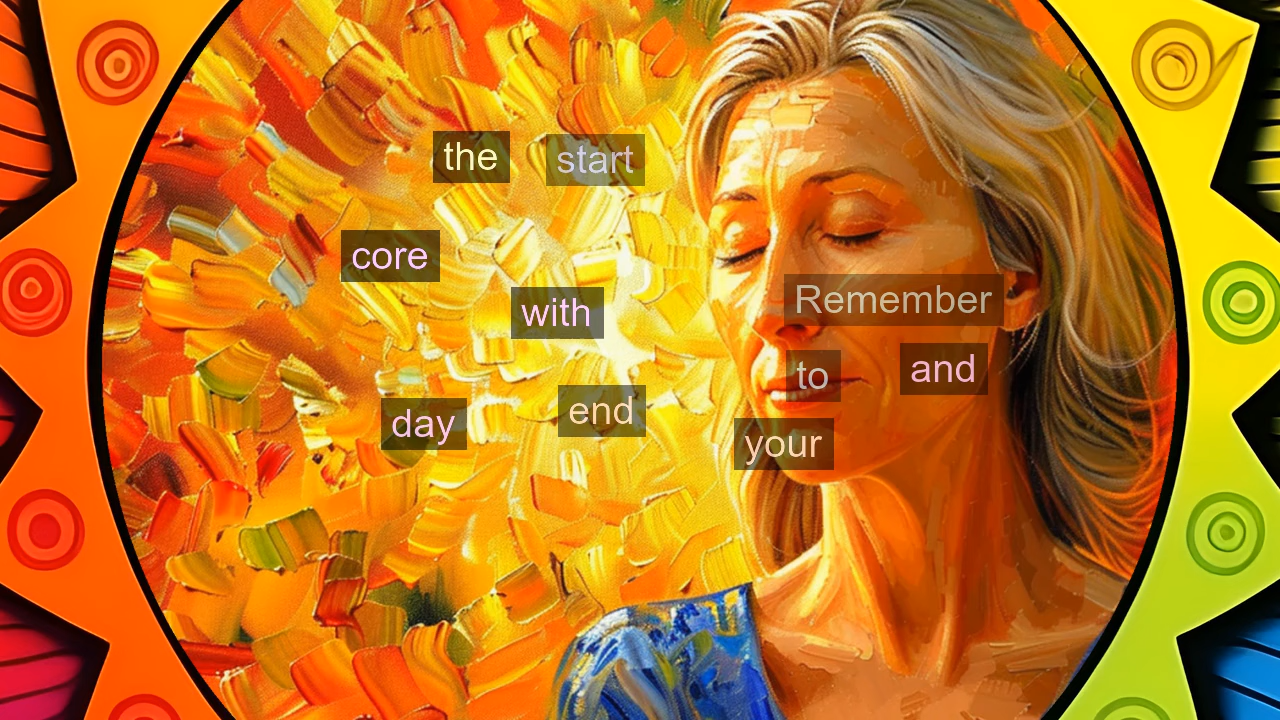 the start
core
with Remember
to and
day end
your